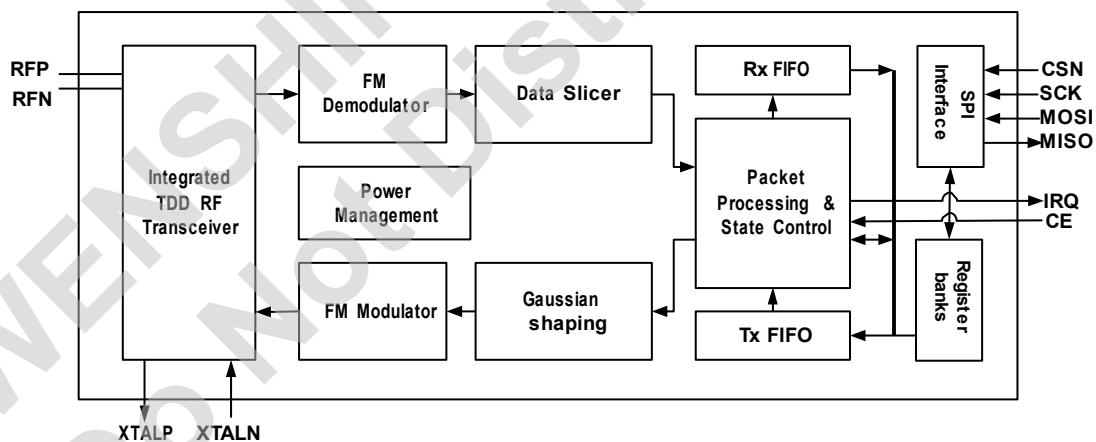 RFP
RFN
Integrated
TDD RF
Transceiver
FM
Demodulator
Data Slicer
Power
Management
FM Modulator
Gaussian
shaping
Rx FIFO
Packet
Processing &
State Control
Tx FIFO
SPI
Interface
Register
banks
CSN
SCK
MOSI
MISO
IRQ
CE
XTALP
XTALN